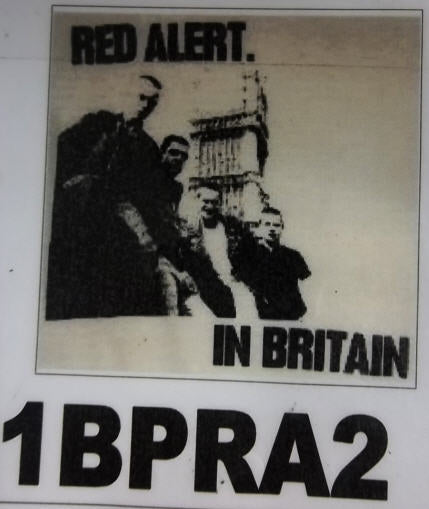 RED ALERT.
IN BRITAIN
1BPRA2